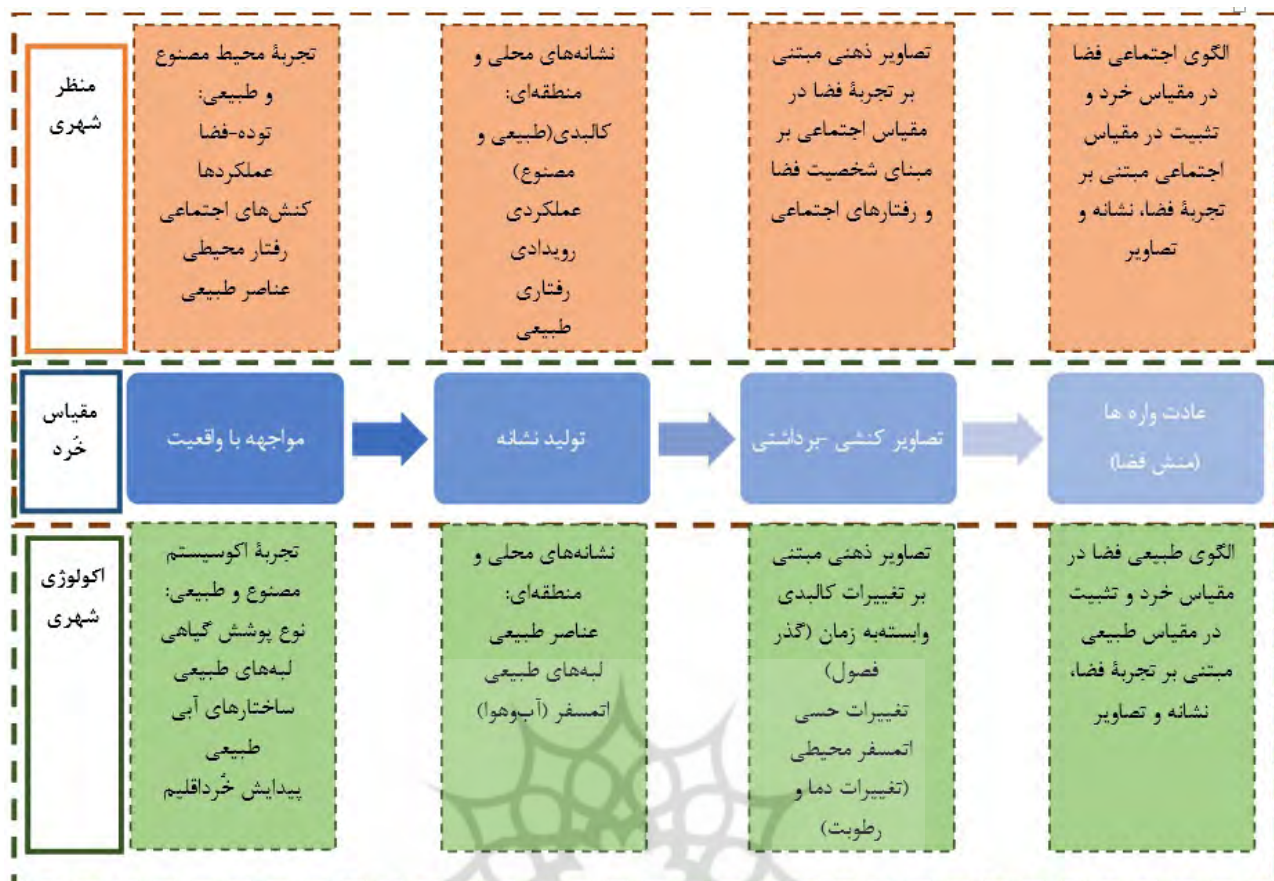 منظر
شهری
تجربهٔ محیط مصنوع
و طبیعی:
توده-فضا
عملکردها
کنش‌های اجتماعی
رفتار محیطی
عناصر طبیعی
نشانه‌های محلی و
منطقه‌ای:
کالبدی(طبیعی و
مصنوع)
عملکردی
رویدادی
رفتاری
طبیعی
تصاویر ذهنی مبتنی
بر تجربهٔ فضا در
مقیاس اجتماعی بر
مبنای شخصیت فضا
و رفتارهای اجتماعی
الگوی اجتماعی فضا
در مقیاس خرد و
تثبیت در مقیاس
اجتماعی مبتنی بر
تجربهٔ فضا، نشانه و
تصاویر
مقیاس
خُرد
مواجهه با واقعیت
تولید نشانه
تصاویر کنشی -برداشتی
عادت واره ها
(منش فضا)
اکولوژی
شهری
تجربهٔ اکوسیستم
مصنوع و طبیعی:
نوع پوشش گیاهی
لبه‌های طبیعی
ساختارهای آبی
طبیعی
پیدایش خُرداقلیم
نشانه‌های محلی و
منطقه‌ای:
عناصر طبیعی
لبه‌های طبیعی
اتمسفر (آب‌وهوا)
تصاویر ذهنی مبتنی
بر تغییرات کالبدی
وابسته‌به زمان (گذر
فصول)
تغییرات حسی
اتمسفر محیطی
(تغییرات دما و
رطوبت)
الگوی طبیعی فضا در
مقیاس خرد و تثبیت
در مقیاس طبیعی
مبتنی بر تجربهٔ فضا،
نشانه و تصاویر